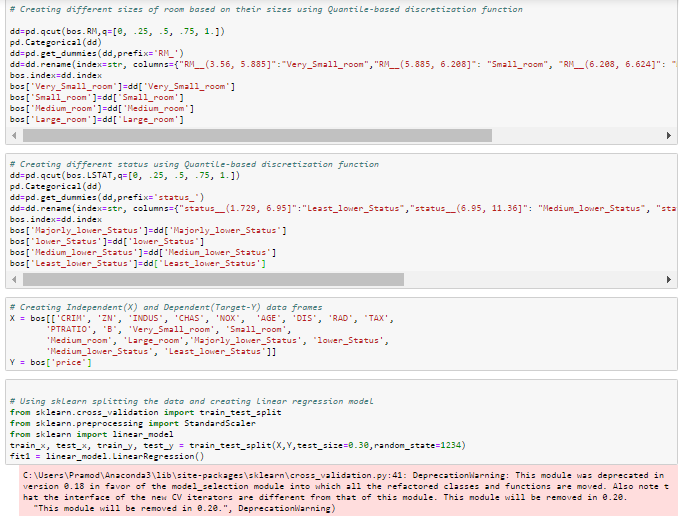 # Creating different sizes of room based on their sizes using Quantile-based discretization function
dd=pd.qcut(bos.RM,q=[0, .25, .5, .75, 1.])
pd.Categorical(dd)
dd=pd.get_dummies(dd,prefix='RM_')
dd=dd.rename(index=str, columns={"RM__(3.56, 5.885]":"Very_Small_room","RM__(5.885, 6.208]": "Small_room", "RM__(6.208, 6.624]": "
bos.index=dd.index
bos['Very_Small_room']=dd['Very_Small_room']
bos['Small_room']=dd['Small_room']
bos['Medium_room']=dd['Medium_room']
bos['Large_room']=dd['Large_room']
# Creating different status using Quantile-based discretization function
dd=pd.qcut(bos.LSTAT,q=[0, .25, .5, .75, 1.])
pd.Categorical(dd)
dd=pd.get_dummies(dd,prefix='status_')
dd=dd.rename(index=str, columns={"status__(1.729, 6.95]":"Least_lower_Status","status__(6.95, 11.36]": "Medium_lower_Status", "sta
bos.index=dd.index
bos['Majorly_lower_Status']=dd['Majorly_lower_Status']
bos['lower_Status']=dd['lower_Status']
bos['Medium_lower_Status']=dd['Medium_lower_Status']
bos['Least_lower_Status']=dd['Least_lower_Status']
# Creating Independent(X) and Dependent(Target-Y) data frames
X = bos[['CRIM', 'ZN', 'INDUS', 'CHAS', 'NOX', 'AGE', 'DIS', 'RAD', 'TAX',
'PTRATIO', 'B', 'Very_Small_room', 'Small_room',
'Medium_room', 'Large_room','Majorly_lower_Status', 'lower_Status',
'Medium_lower_Status', 'Least_lower_Status']]
Y = bos['price']
# Using sklearn splitting the data and creating linear regression model
from sklearn.cross_validation import train_test_split
from sklearn.preprocessing import StandardScaler
from sklearn import linear_model
train_x, test_x, train_y, test_y = train_test_split(X,Y,test_size=0.30,random_state=1234)
fit1 = linear_model.LinearRegression()
C:\Users\Pramod\Anaconda3\lib\site-packages\sklearn\cross_validation.py:41: DeprecationWarning: This module was deprecated in
version 0.18 in favor of the model_selection module into which all the refactored classes and functions are moved. Also note t
hat the interface of the new CV iterators are different from that of this module. This module will be removed in 0.20.
"This module will be removed in 0.20.", DeprecationWarning)